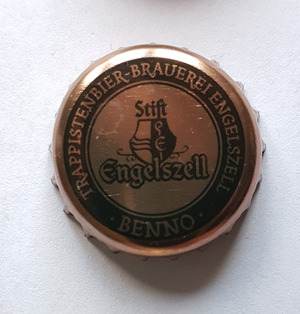 TRAPPISTENBIER-BRAUEREI ENGELSZELL
Stift
Engelszell
· BENNO ·